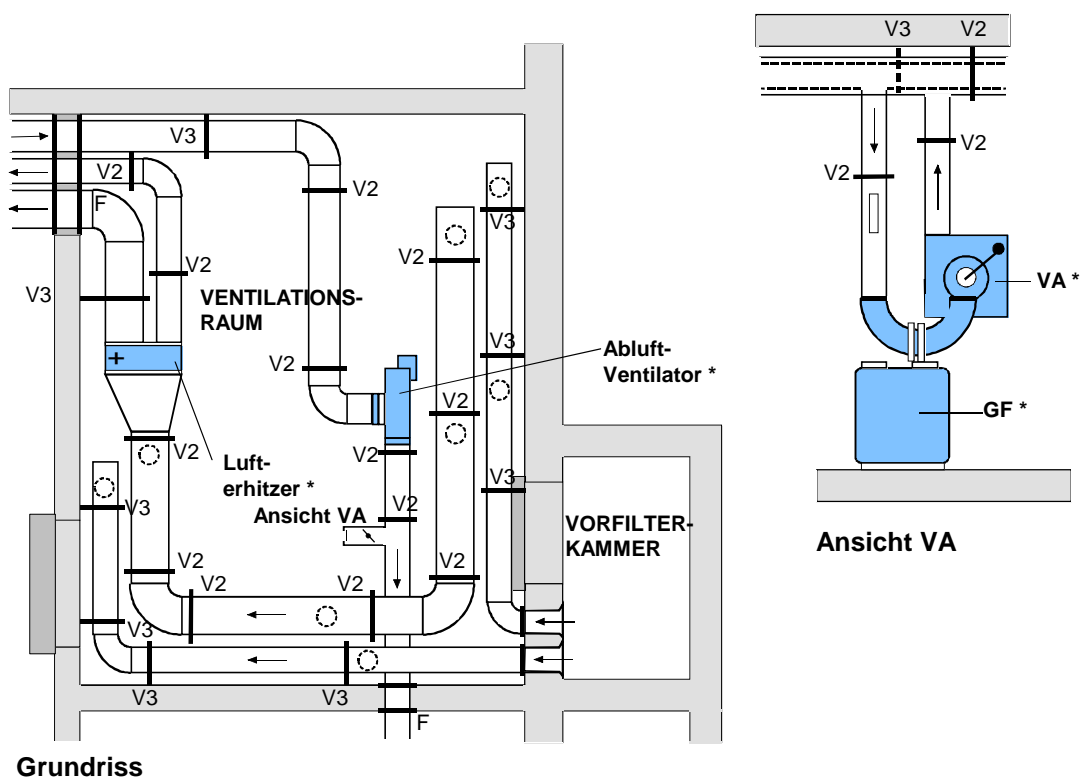 V3
V2
V3
V2
V2
V2
V2
F
V3
V2
VA *
V2
V2
V3
VENTILATIONS-
RAUM
V3
Abluft-
Ventilator *
V2
V2
GF *
V2
V2
Luft-
erhitzer *
V3
V3
V2
Ansicht VA
VORFILTER-
KAMMER
Ansicht VA
V2
V2
V2
V3
V3
V3
F
Grundriss